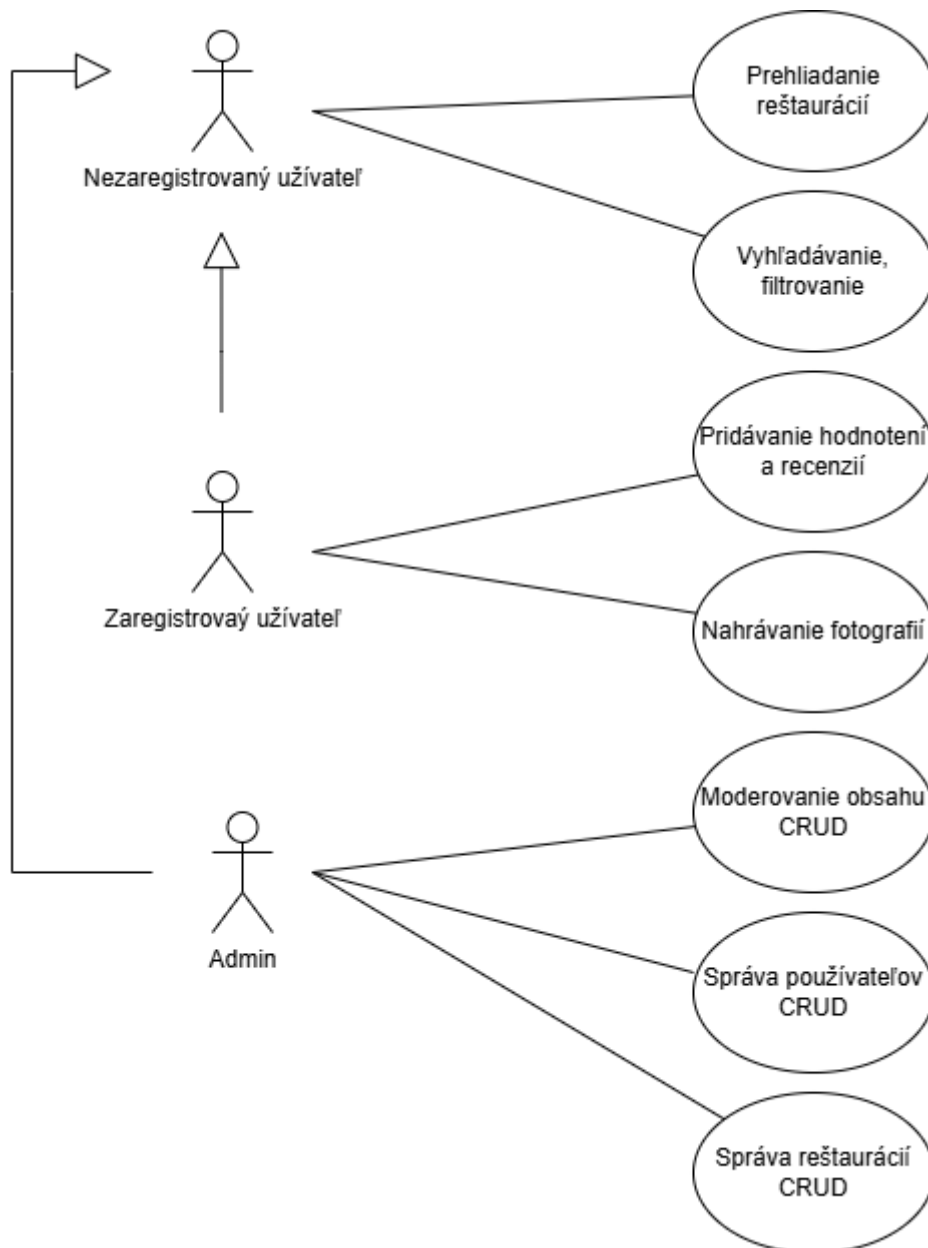 Prehliadanie
reštaurácií
Nezaregistrovaný užívateľ
Vyhľadávanie,
filtrovanie
Pridávanie hodnotení
a recenzií
Zaregistrovaý užívateľ
Nahrávanie fotografií
Moderovanie obsahu
CRUD
Admin
Správa používateľov
CRUD
Správa reštaurácií
CRUD